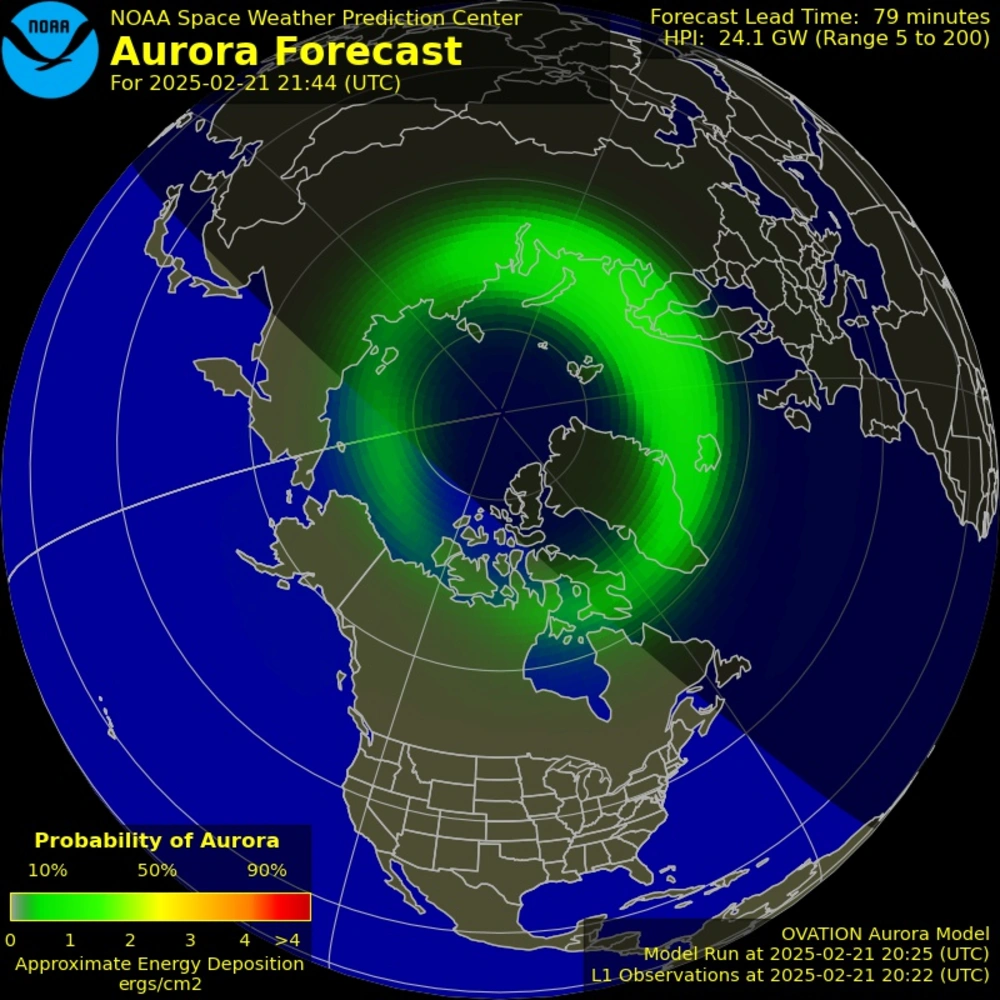 NOAA
NOAA Space Weather Prediction Center
Aurora Forecast
For 2025-02-21 21:44 (UTC)
Forecast Lead Time: 79 minutes
HPI: 24.1 GW (Range 5 to 200)
Probability of Aurora
10% 50% 90%
0 1 2 3 4 >4
Approximate Energy Deposition
ergs/cm2
OVATION Aurora Model
Model Run at 2025-02-21 20:25 (UTC)
L1 Observations at 2025-02-21 20:22 (UTC)